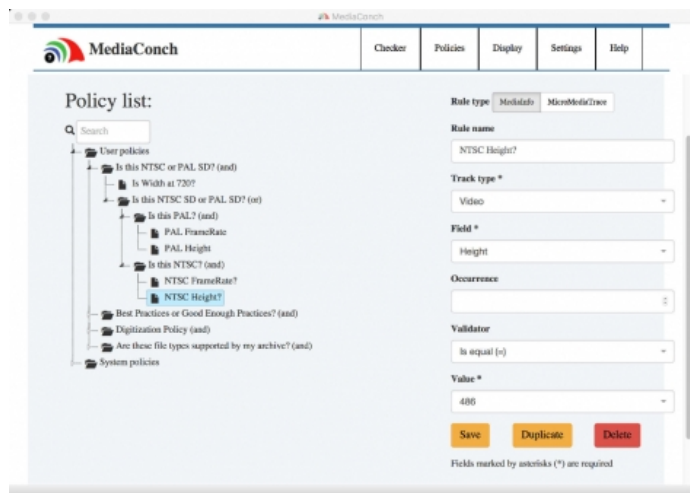 MediaConch
MediaConch
Checker
Policies
Display
Settings
Help
Policy list:
Search
User policies
Is this NTSC or PAL SD? (and)
Is Width at 720?
Is this NTSC SD or PAL SD? (or)
Is this PAL? (and)
PAL FrameRate
PAL Height
Is this NTSC? (and)
NTSC FrameRate?
NTSC Height?
Best Practices or Good Enough Practices? (and)
Digitization Policy (and)
Are these file types supported by my archive? (and)
System policies
Rule type MediaInfo MicroMediaTrace
Rule name
NTSC Height?
Track type *
Video
Field *
Height
Occurrence
Validator
Is equal (=)
Value *
486
Save Duplicate Delete
Fields marked by asterisks (*) are required